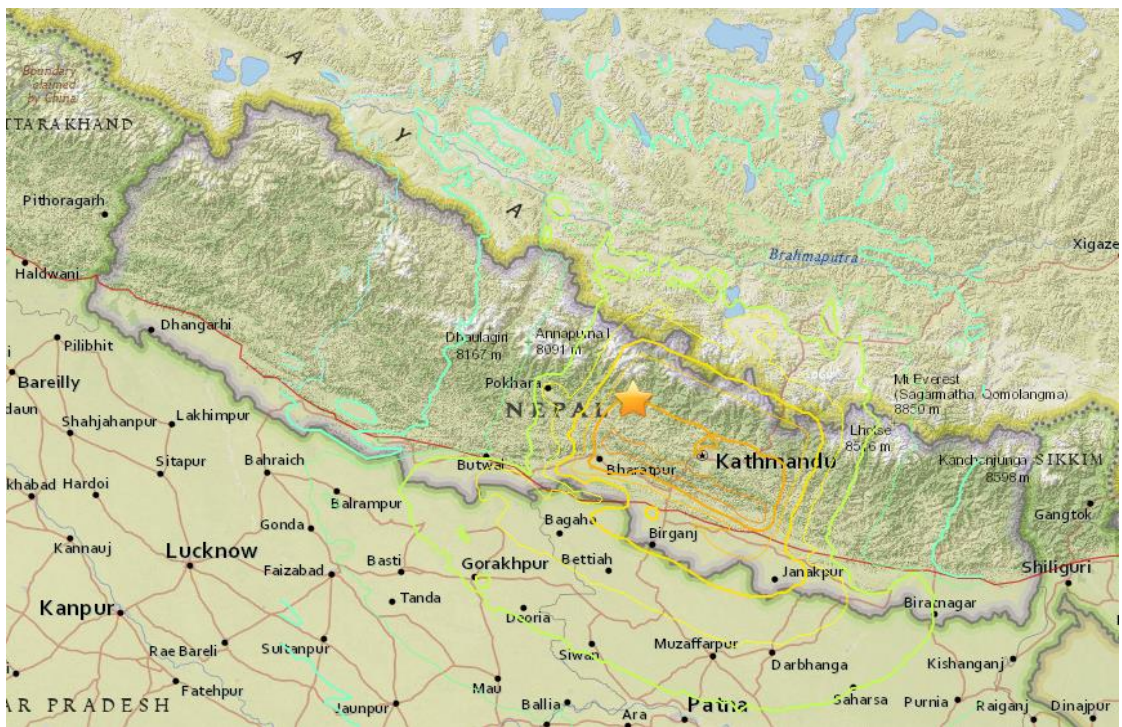 Boundary
claimed
by China
TTARAKHAND
A
Y
A
Pithoragarh
Haldwani
Brahmaputra
Xigaze
Dhangarhi
Pilibhit
Bareilly
Dhaulagiri
8167 m
Annapurna I
8091 m
Pokhara
NEPAL
Mt Everest
(Sagarmatha, Qomolangma)
8850 m
Lhotse
8516 m
Kanchenjunga
8598 m
SIKKIM
Gangtok
daun
Shahjahanpur
Lakhimpur
Sitapur
Bahraich
Butwal
Bharatpur
Kathmandu
khabad
Hardoi
Balrampur
Gonda
Bagaha
Birganj
Kannauj
Lucknow
Faizabad
Basti
Gorakhpur
Bettiah
Janakpur
Shiliguri
Kanpur
Tanda
Deoria
Biratnagar
Rae Bareli
Sultanpur
Siwan
Muzaffarpur
Darbhanga
Kishanganj
Fatehpur
Mau
Saharsa
Purnia
AR PRADESH
Jaunpur
Ballia
Ara
Patna
Raiganj
Dinajpur